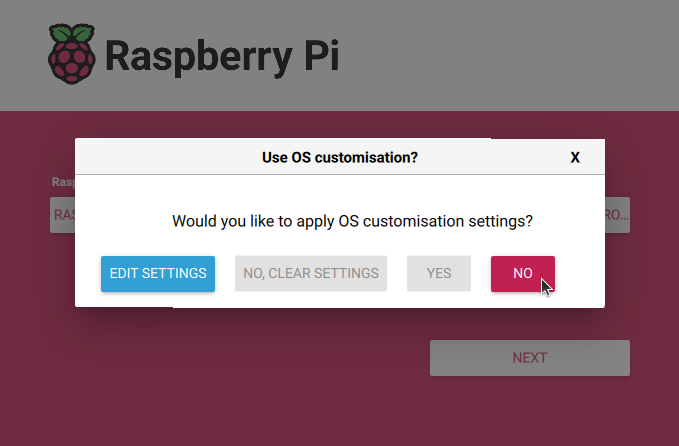 Raspberry Pi
Use OS customisation?
X
Rasp
Would you like to apply OS customisation settings?
RAS
RO...
EDIT SETTINGS
NO, CLEAR SETTINGS
YES
NO
NEXT